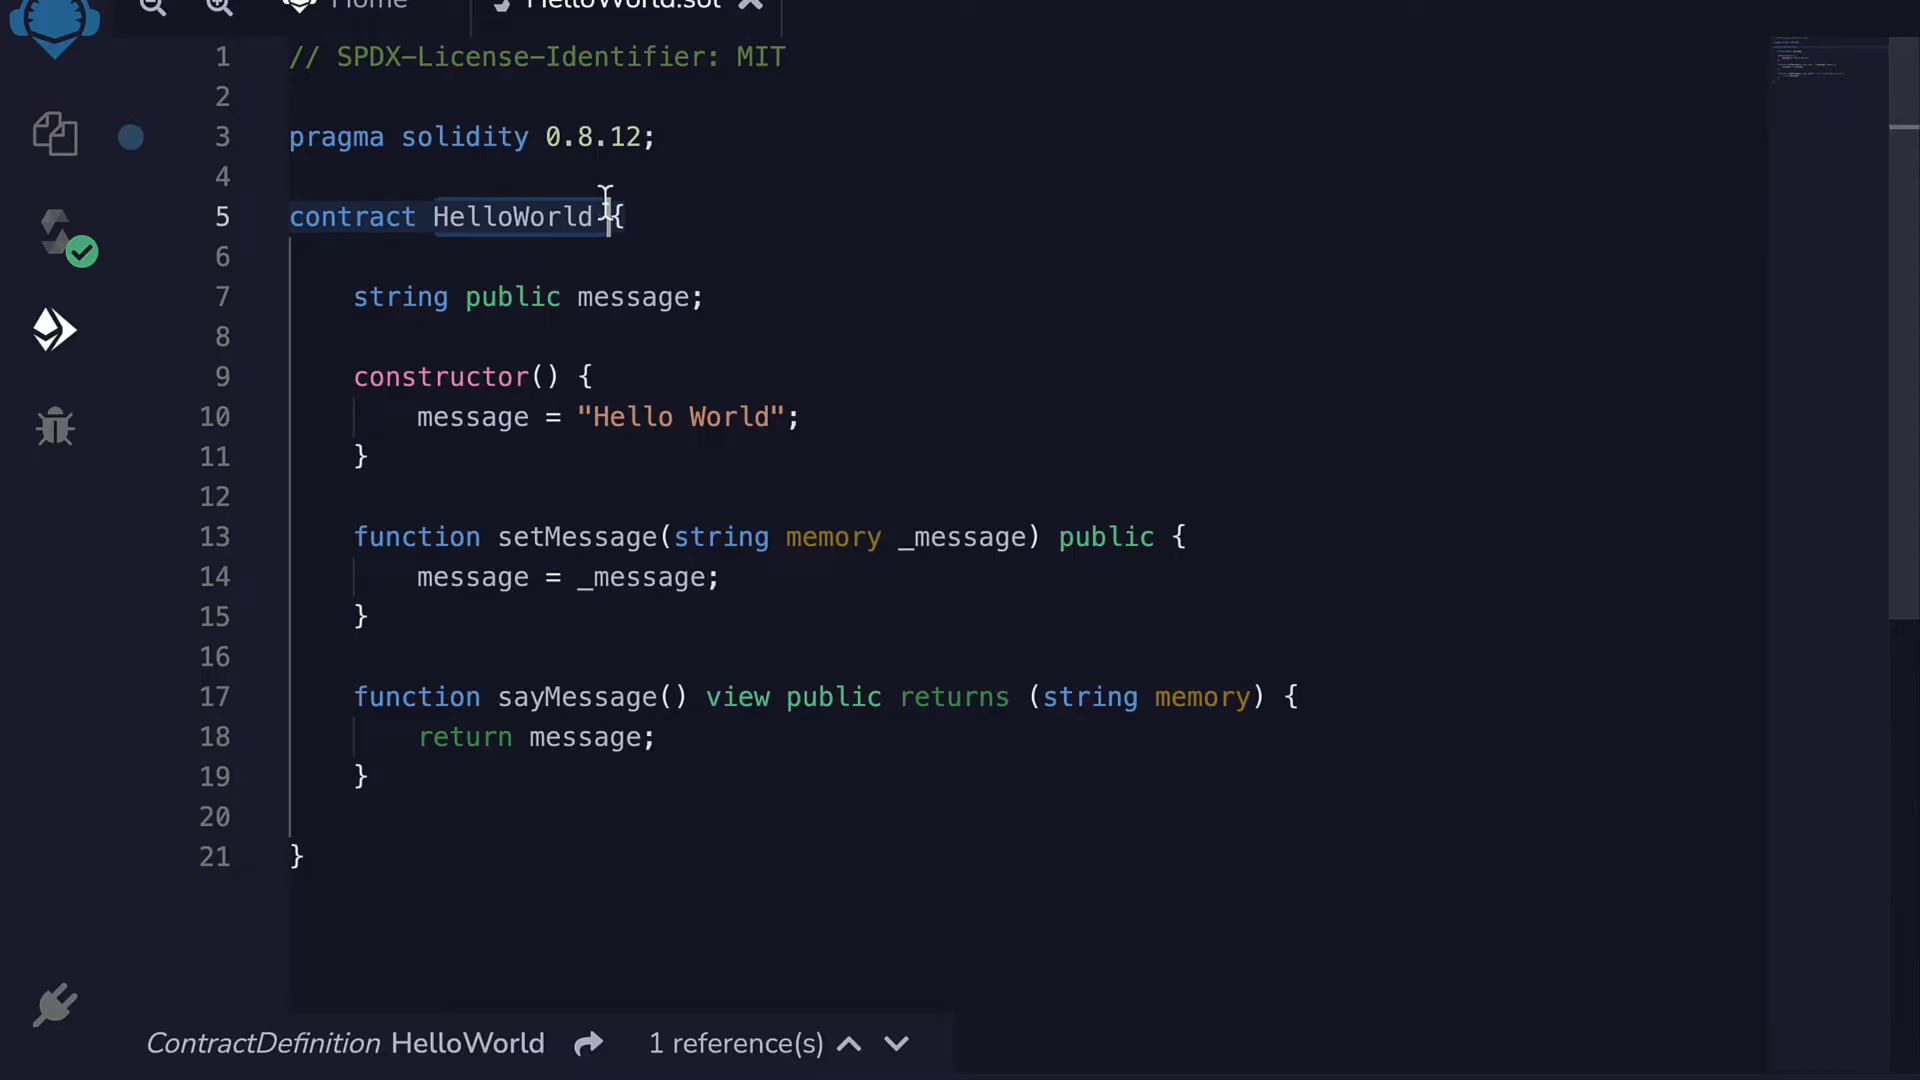 Home HelloWorld.sol
1 // SPDX-License-Identifier: MIT
2
3 pragma solidity 0.8.12;
4
5 contract HelloWorld {
6
7 string public message;
8
9 constructor() {
10 message = "Hello World";
11 }
12
13 function setMessage(string memory _message) public {
14 message = _message;
15 }
16
17 function sayMessage() view public returns (string memory) {
18 return message;
19 }
20
21 }
ContractDefinition HelloWorld 1 reference(s)